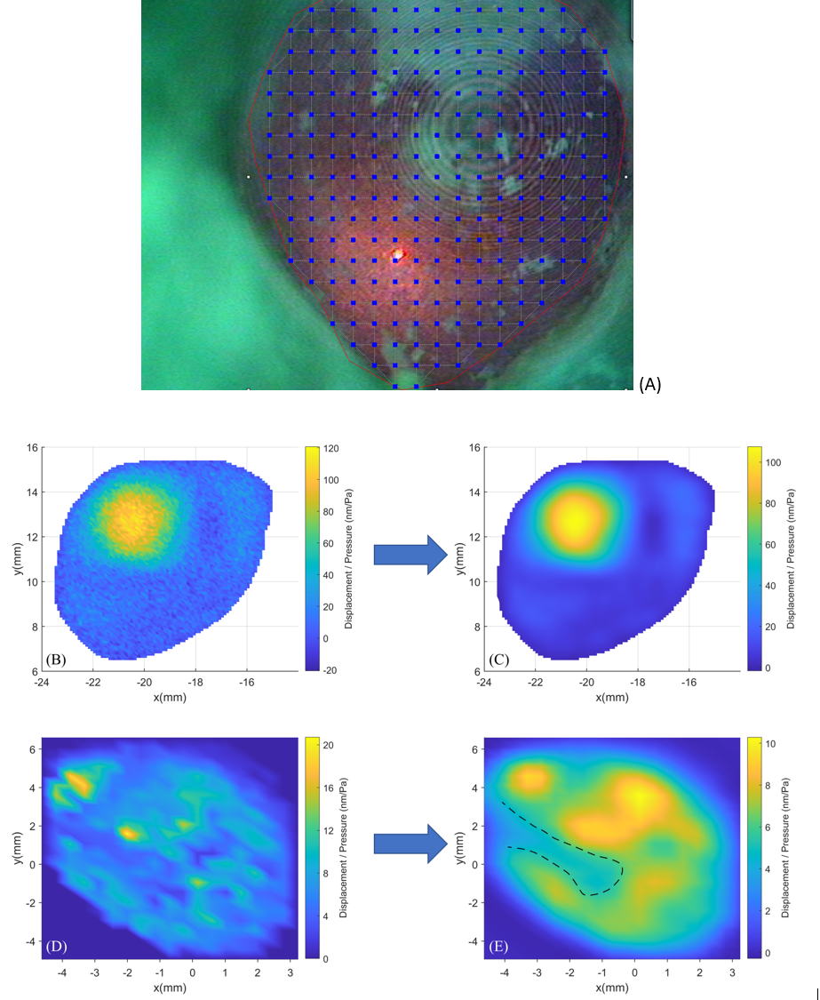 (A)
16
14
12
10
8
6
y(mm)
-24 -22 -20 -18 -16
x(mm)
(B)
120
100
80
60
40
20
0
-20
Displacement / Pressure (nm/Pa)
16
14
12
10
8
6
y(mm)
-24 -22 -20 -18 -16
x(mm)
(C)
100
80
60
40
20
0
Displacement / Pressure (nm/Pa)
6
4
2
0
-2
-4
y(mm)
-4 -3 -2 -1 0 1 2 3
x(mm)
(D)
20
16
12
8
4
0
Displacement / Pressure (nm/Pa)
6
4
2
0
-2
-4
y(mm)
-4 -3 -2 -1 0 1 2 3
x(mm)
(E)
10
8
6
4
2
0
Displacement / Pressure (nm/Pa)